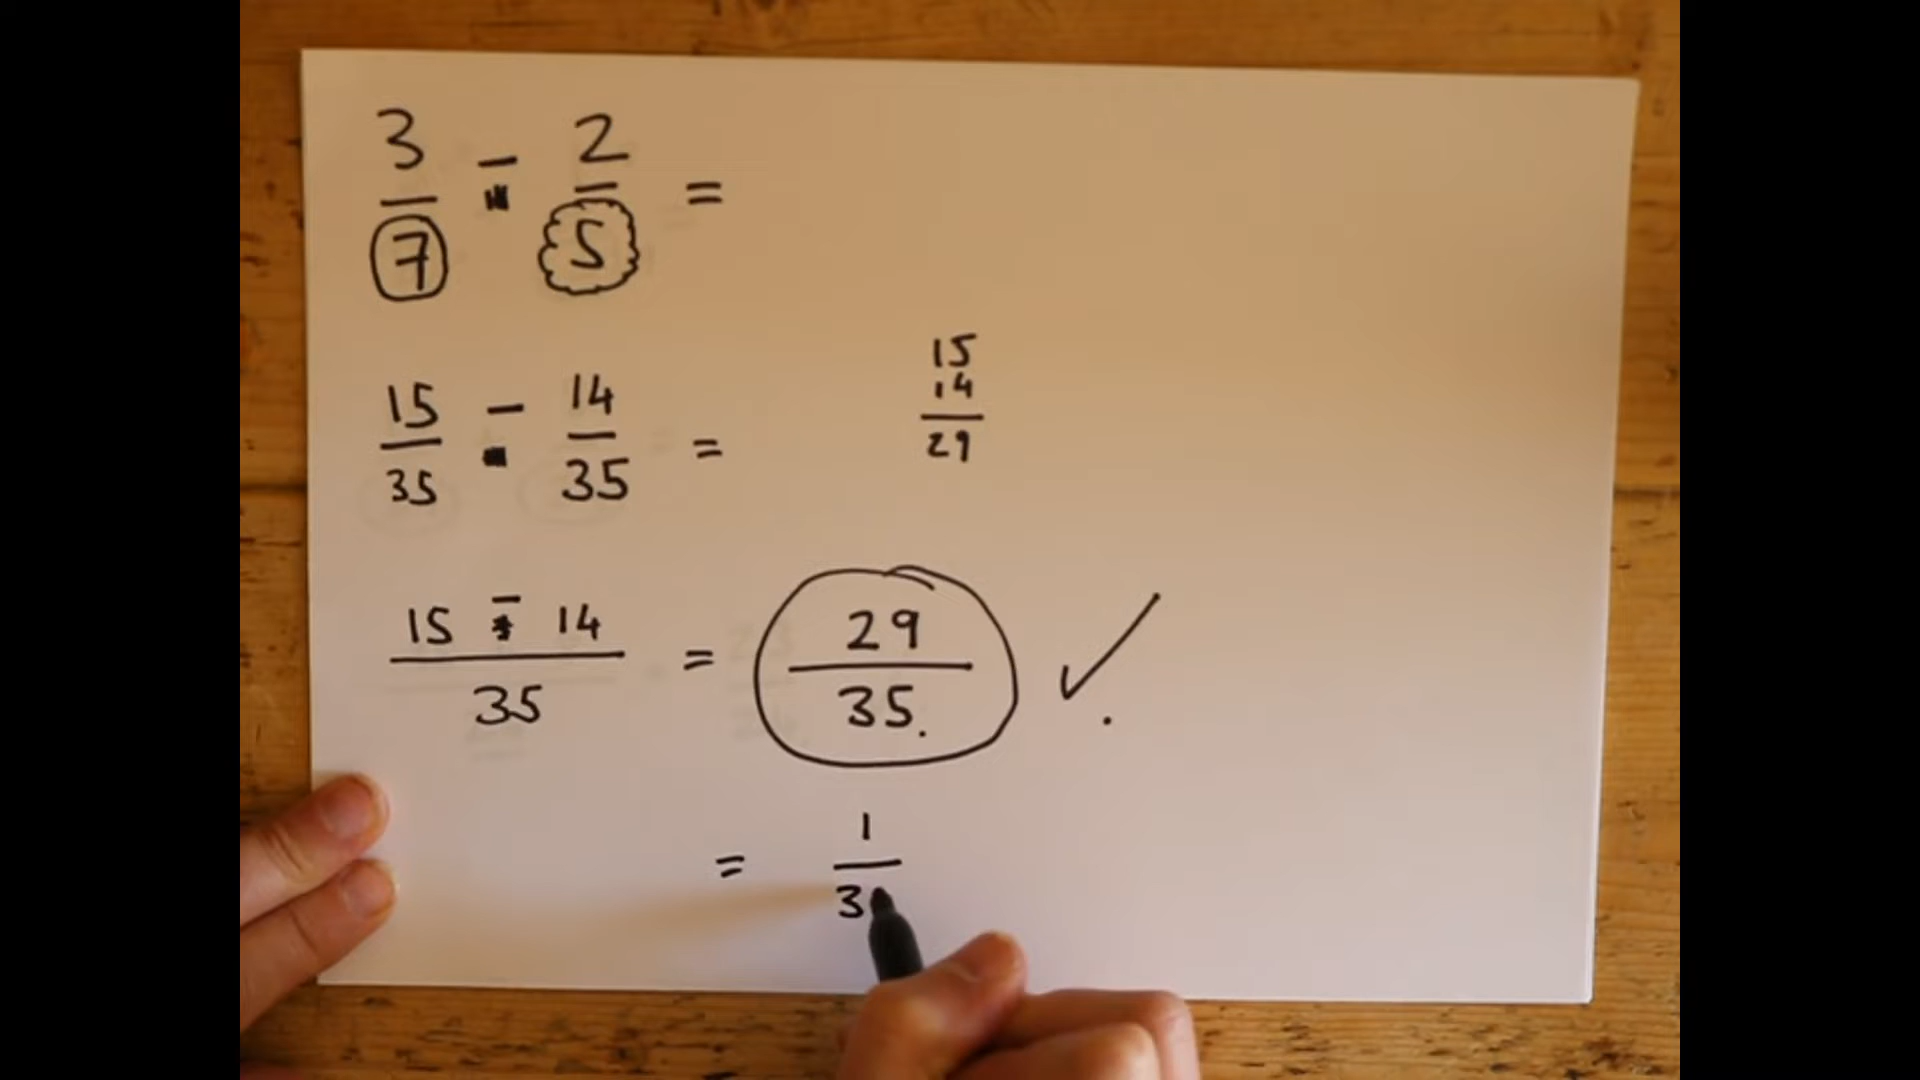 3/7 - 2/5 =
15/35 - 14/35 =
15
14
29
15 - 14/35 = 29/35.
= 1/3